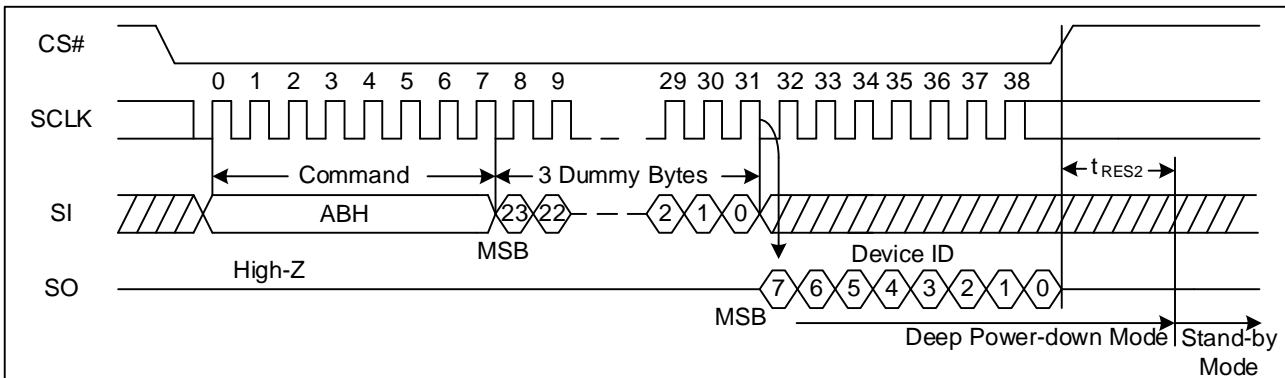 CS#
0 1 2 3 4 5 6 7 8 9 29 30 31 32 33 34 35 36 37 38
SCLK
Command 3 Dummy Bytes tRES2
SI ABH 23 22 2 1 0
MSB
High-Z Device ID
SO 7 6 5 4 3 2 1 0
MSB
Deep Power-down Mode Stand-by
Mode